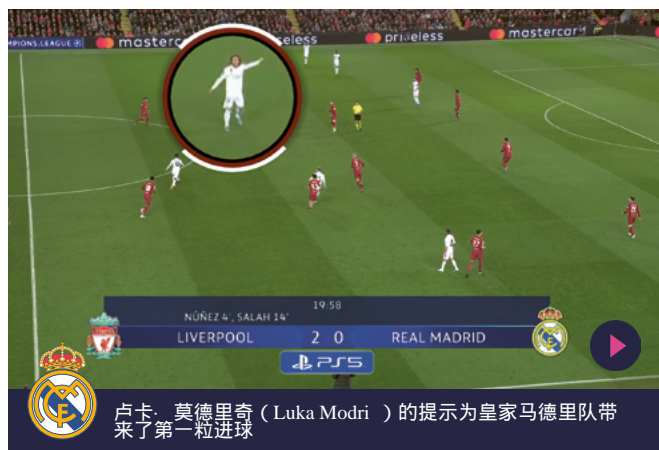 MPIONS LEAGUE mastercard priceless priceless mastercard
19:58
NÚÑEZ 4', SALAH 14'
LIVERPOOL 2 0 REAL MADRID
PS5
卢卡· 莫德里奇（Luka Modri ）的提示为皇家马德里队带
来了第一粒进球